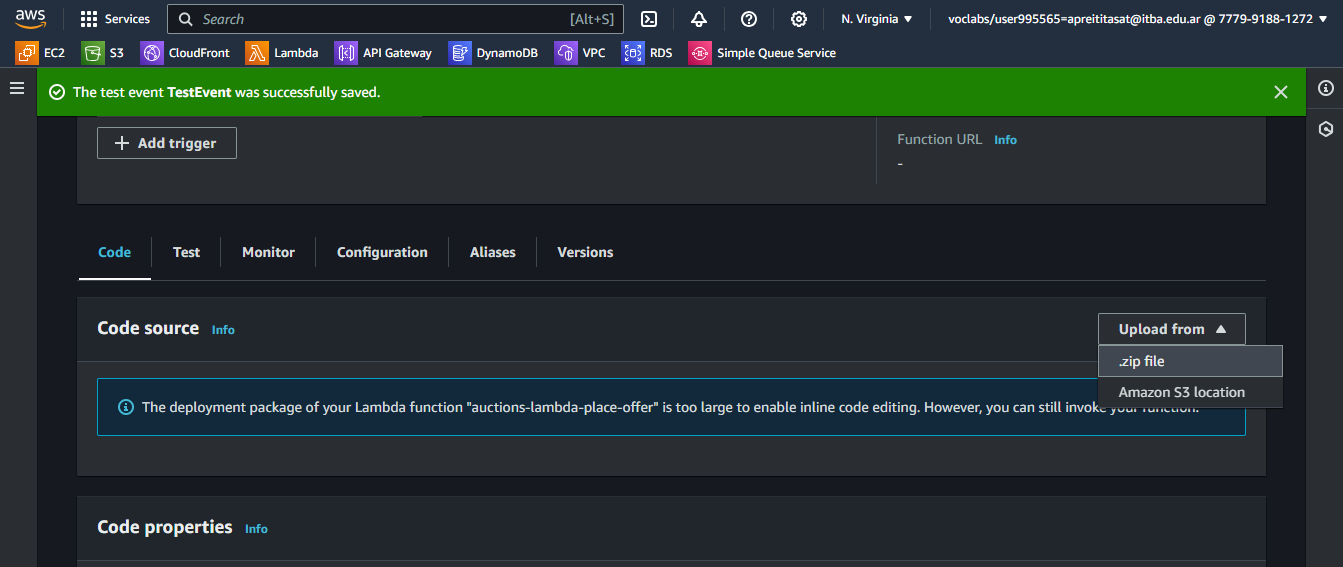 aws Services Search [Alt+S] N. Virginia voclabs/user995565=apreititasat@itba.edu.ar @ 7779-9188-1272
EC2 S3 CloudFront Lambda API Gateway DynamoDB VPC RDS Simple Queue Service
The test event TestEvent was successfully saved.
Add trigger
Function URL Info
-
Code Test Monitor Configuration Aliases Versions
Code source Info
Upload from
.zip file
Amazon S3 location
The deployment package of your Lambda function "auctions-lambda-place-offer" is too large to enable inline code editing. However, you can still invoke your function.
Code properties Info